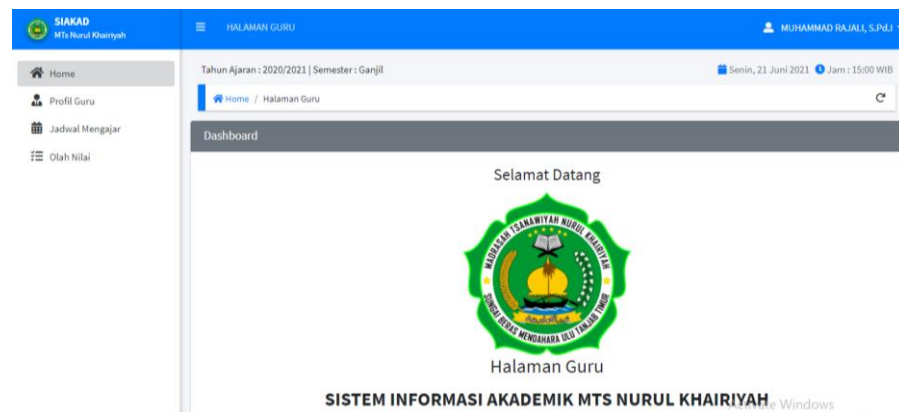 SIAKAD
MTs Nurul Khairiyah
HALAMAN GURU
MUHAMMAD RAJALI, S.Pd.I
Home
Profil Guru
Jadwal Mengajar
Olah Nilai
Tahun Ajaran : 2020/2021 | Semester : Ganjil
Senin, 21 Juni 2021 Jam : 15:00 WIB
Home / Halaman Guru
Dashboard
Selamat Datang
MADRASAH TSANAWIYAH NURUL KHAIRIYAH
SUNGAI BERAS MENDAHARA ULU TANJAB TIMUR
Halaman Guru
SISTEM INFORMASI AKADEMIK MTS NURUL KHAIRIYAH
Activate Windows